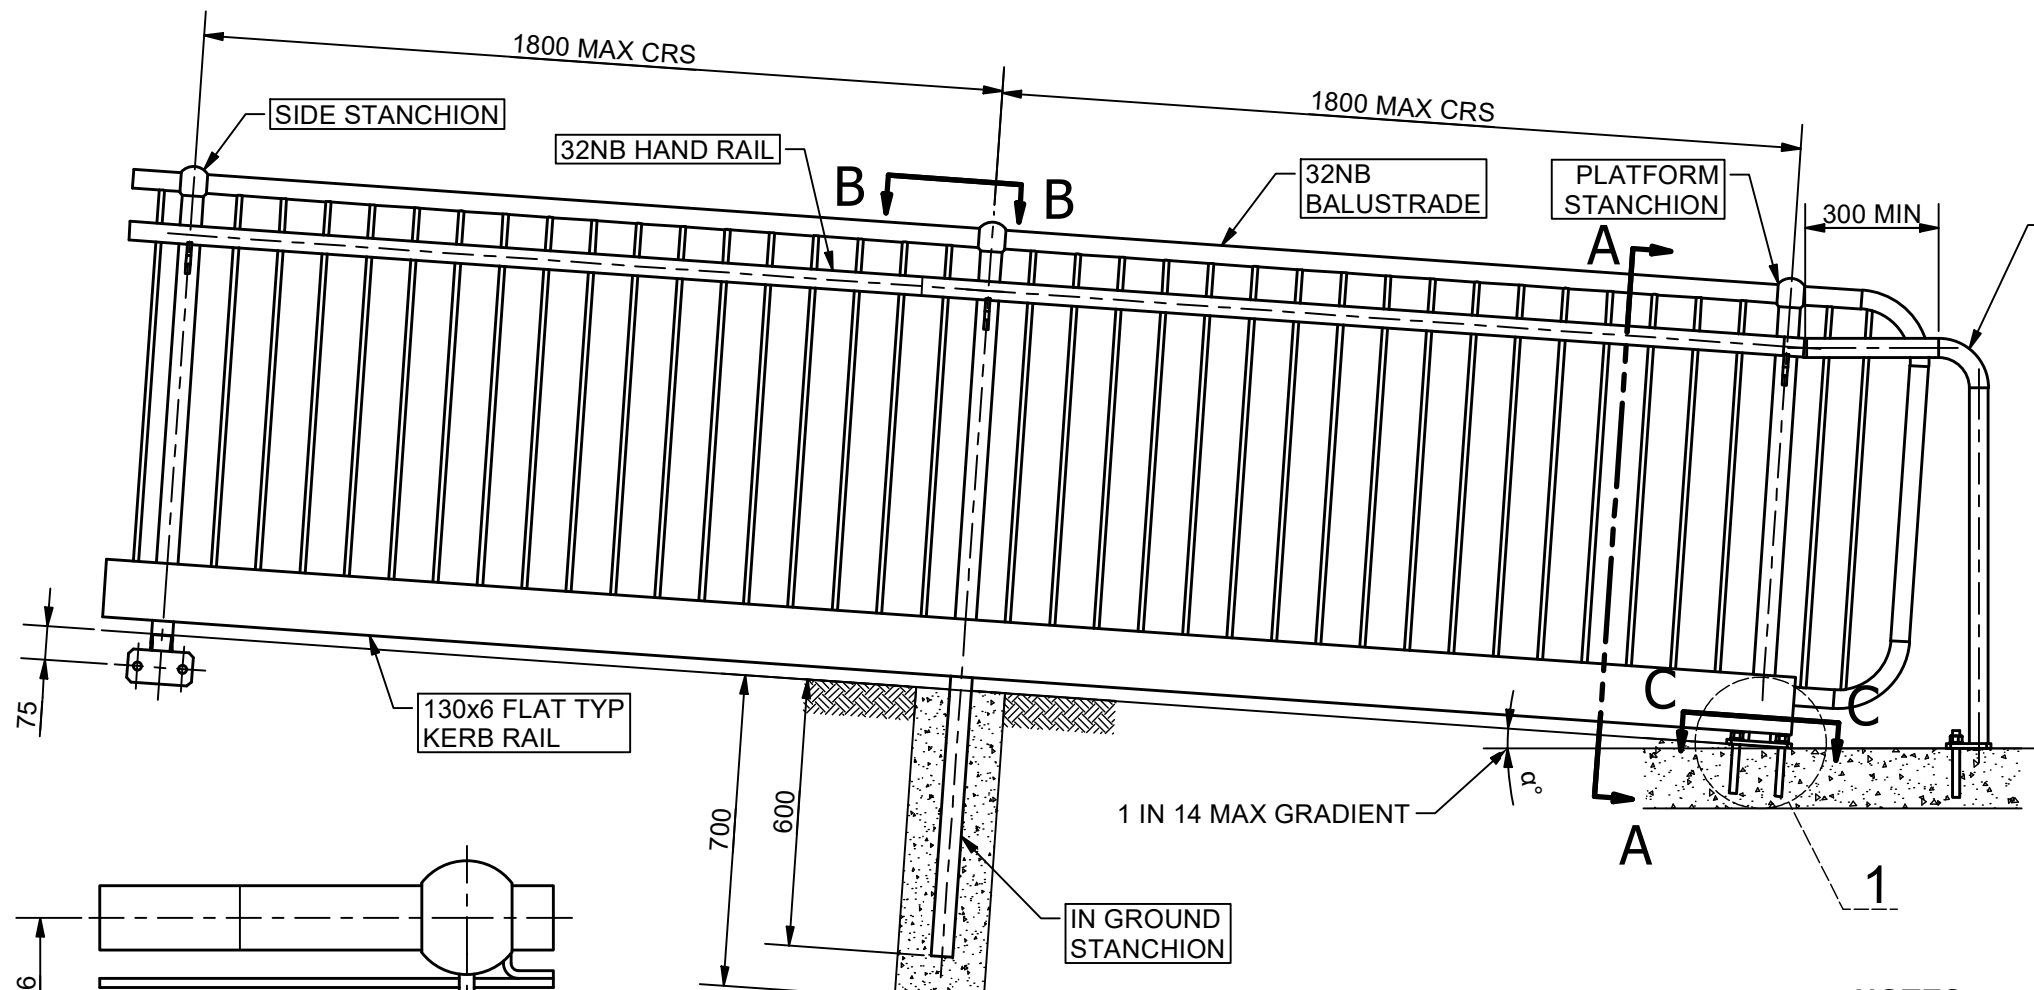 1800 MAX CRS
1800 MAX CRS
SIDE STANCHION
32NB HAND RAIL
B
B
32NB
BALUSTRADE
PLATFORM
STANCHION
300 MIN
A
75
130x6 FLAT TYP
KERB RAIL
C
C
700
600
1 IN 14 MAX GRADIENT
α°
A
1
IN GROUND
STANCHION
6